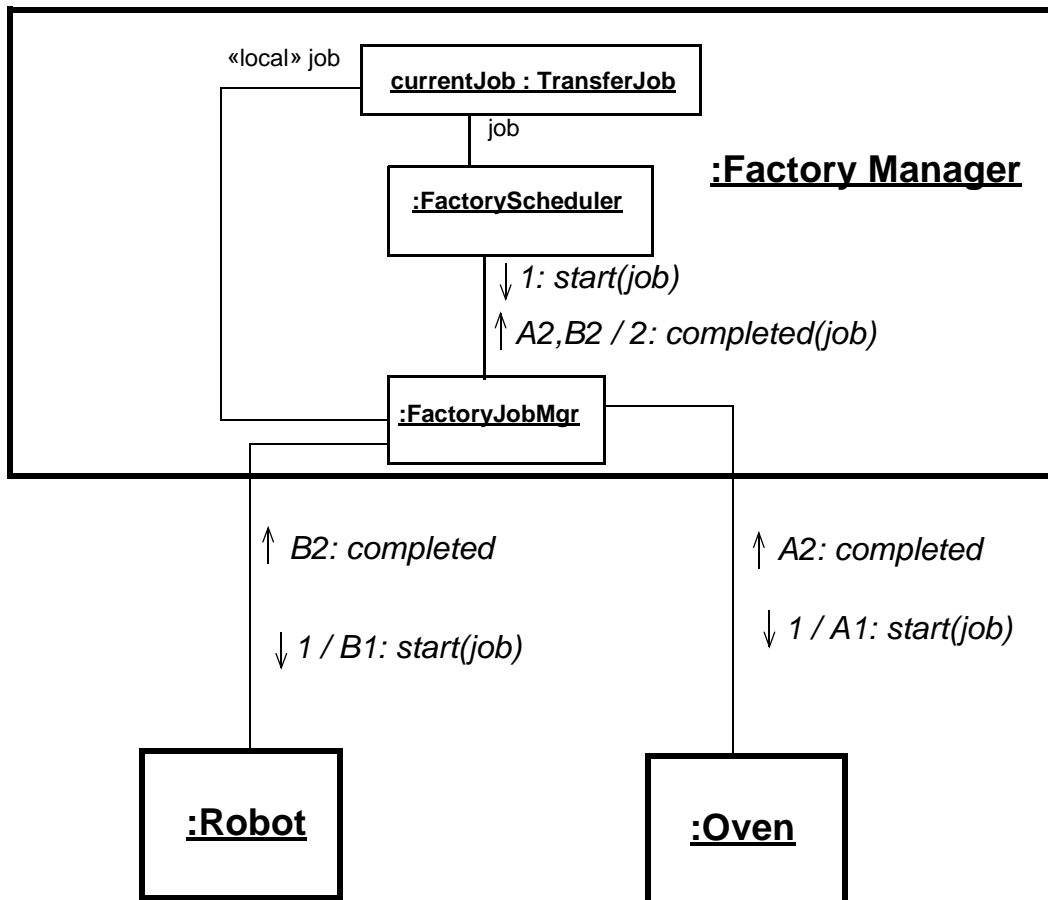 «local» job
currentJob : TransferJob
job
:Factory Manager
:FactoryScheduler
1: start(job)
A2,B2 / 2: completed(job)
:FactoryJobMgr
B2: completed
A2: completed
1 / B1: start(job)
1 / A1: start(job)
:Robot
:Oven